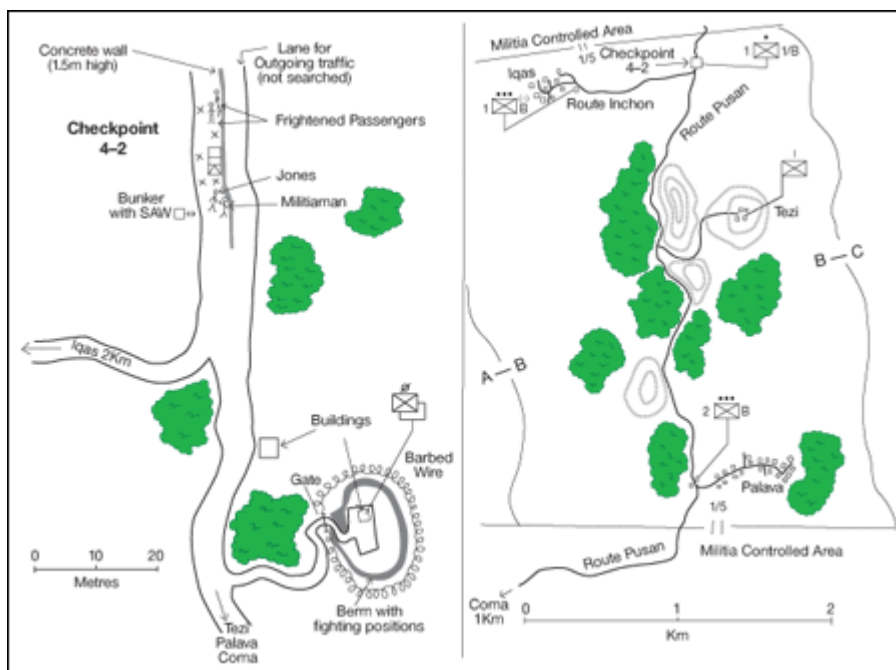 Concrete wall
(1.5m high)
Lane for
Outgoing traffic
(not searched)
Checkpoint
4–2
Frightened Passengers
Jones
Militiaman
Bunker
with SAW
Iqas 2Km
Buildings
Barbed
Wire
Gate
0 10 20
Metres
Berm with
fighting positions
Tezi
Palava
Coma
Militia Controlled Area
1/5
Checkpoint
4–2
1 1/B
Iqas
1 B
Route Inchon
Route Pusan
Tezi
B–C
A–B
2 B
Palava
1/5
Militia Controlled Area
Route Pusan
Coma
1Km
0 1 2
Km